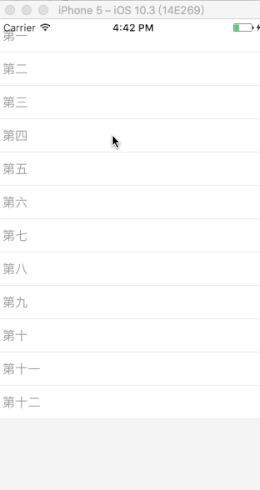 iPhone 5 – iOS 10.3 (14E269)
Carrier 4:42 PM
第一
第二
第三
第四
第五
第六
第七
第八
第九
第十
第十一
第十二